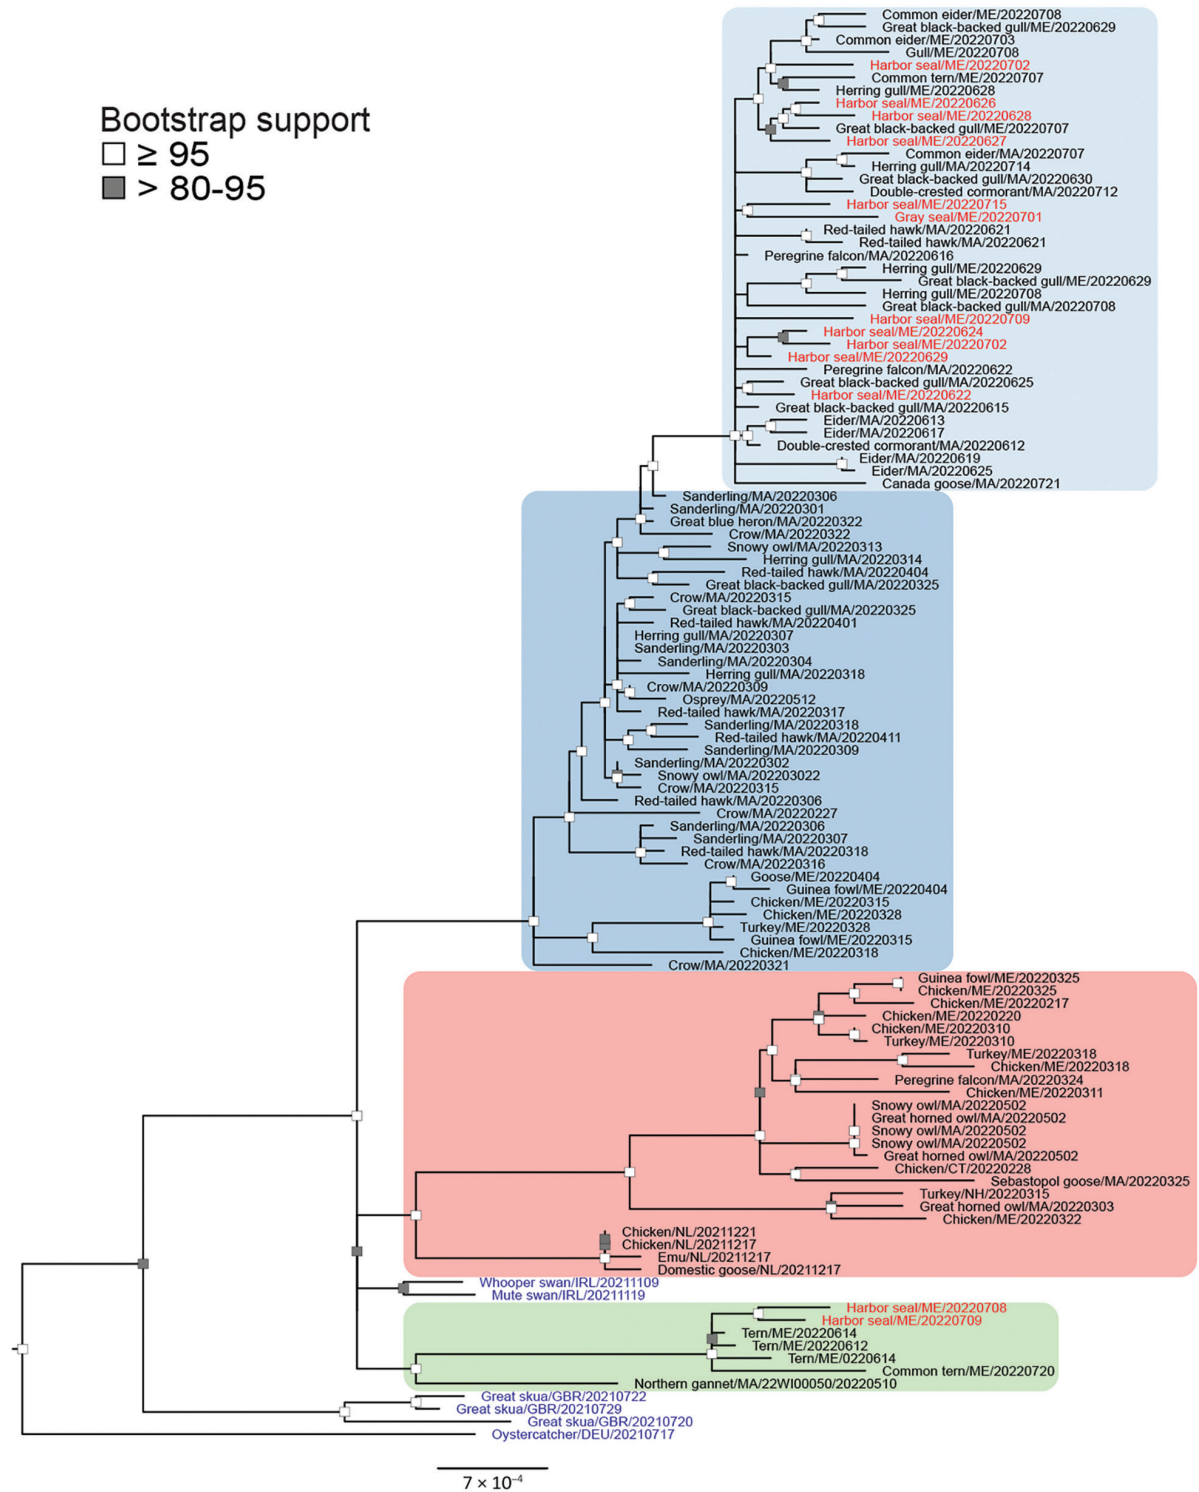 Bootstrap support
≥ 95
> 80-95
Common eider/ME/20220708
Great black-backed gull/ME/20220629
Common eider/ME/20220703
Gull/ME/20220708
Harbor seal/ME/20220702
Common tern/ME/20220707
Herring gull/ME/20220628
Harbor seal/ME/20220626
Harbor seal/ME/20220628
Great black-backed gull/ME/20220707
Harbor seal/ME/20220627
Common eider/MA/20220707
Herring gull/MA/20220714
Great black-backed gull/MA/20220630
Double-crested cormorant/MA/20220712
Harbor seal/ME/20220715
Gray seal/ME/20220701
Red-tailed hawk/MA/20220621
Red-tailed hawk/MA/20220621
Peregrine falcon/MA/20220616
Herring gull/ME/20220629
Great black-backed gull/ME/20220629
Herring gull/ME/20220708
Great black-backed gull/MA/20220708
Harbor seal/ME/20220709
Harbor seal/ME/20220624
Harbor seal/ME/20220702
Harbor seal/ME/20220629
Peregrine falcon/MA/20220622
Great black-backed gull/MA/20220625
Harbor seal/ME/20220622
Great black-backed gull/MA/20220615
Eider/MA/20220613
Eider/MA/20220617
Double-crested cormorant/MA/20220612
Eider/MA/20220619
Eider/MA/20220625
Canada goose/MA/20220721
Sanderling/MA/20220306
Sanderling/MA/20220301
Great blue heron/MA/20220322
Crow/MA/20220322
Snowy owl/MA/20220313
Herring gull/MA/20220314
Red-tailed hawk/MA/20220404
Great black-backed gull/MA/20220325
Crow/MA/20220315
Great black-backed gull/MA/20220325
Red-tailed hawk/MA/20220401
Herring gull/MA/20220307
Sanderling/MA/20220303
Sanderling/MA/20220304
Herring gull/MA/20220318
Crow/MA/20220309
Osprey/MA/20220512
Red-tailed hawk/MA/20220317
Sanderling/MA/20220318
Red-tailed hawk/MA/20220411
Sanderling/MA/20220309
Sanderling/MA/20220302
Snowy owl/MA/202203022
Crow/MA/20220315
Red-tailed hawk/MA/20220306
Crow/MA/20220227
Sanderling/MA/20220306
Sanderling/MA/20220307
Red-tailed hawk/MA/20220318
Crow/MA/20220316
Goose/ME/20220404
Guinea fowl/ME/20220404
Chicken/ME/20220315
Chicken/ME/20220328
Turkey/ME/20220328
Guinea fowl/ME/20220315
Chicken/ME/20220318
Crow/MA/20220321
Guinea fowl/ME/20220325
Chicken/ME/20220325
Chicken/ME/20220217
Chicken/ME/20220220
Chicken/ME/20220310
Turkey/ME/20220310
Turkey/ME/20220318
Chicken/ME/20220318
Peregrine falcon/MA/20220324
Chicken/ME/20220311
Snowy owl/MA/20220502
Great horned owl/MA/20220502
Snowy owl/MA/20220502
Snowy owl/MA/20220502
Great horned owl/MA/20220502
Chicken/CT/20220228
Sebastopol goose/MA/20220325
Turkey/NH/20220315
Great horned owl/MA/20220303
Chicken/ME/20220322
Chicken/NL/20211221
Chicken/NL/20211217
Emu/NL/20211217
Domestic goose/NL/20211217
Whooper swan/IRL/20211109
Mute swan/IRL/20211119
Harbor seal/ME/20220708
Harbor seal/ME/20220709
Tern/ME/20220614
Tern/ME/20220612
Tern/ME/0220614
Common tern/ME/20220720
Northern gannet/MA/22WI00050/20220510
Great skua/GBR/20210722
Great skua/GBR/20210729
Great skua/GBR/20210720
Oystercatcher/DEU/20210717
7 × 10⁻⁴